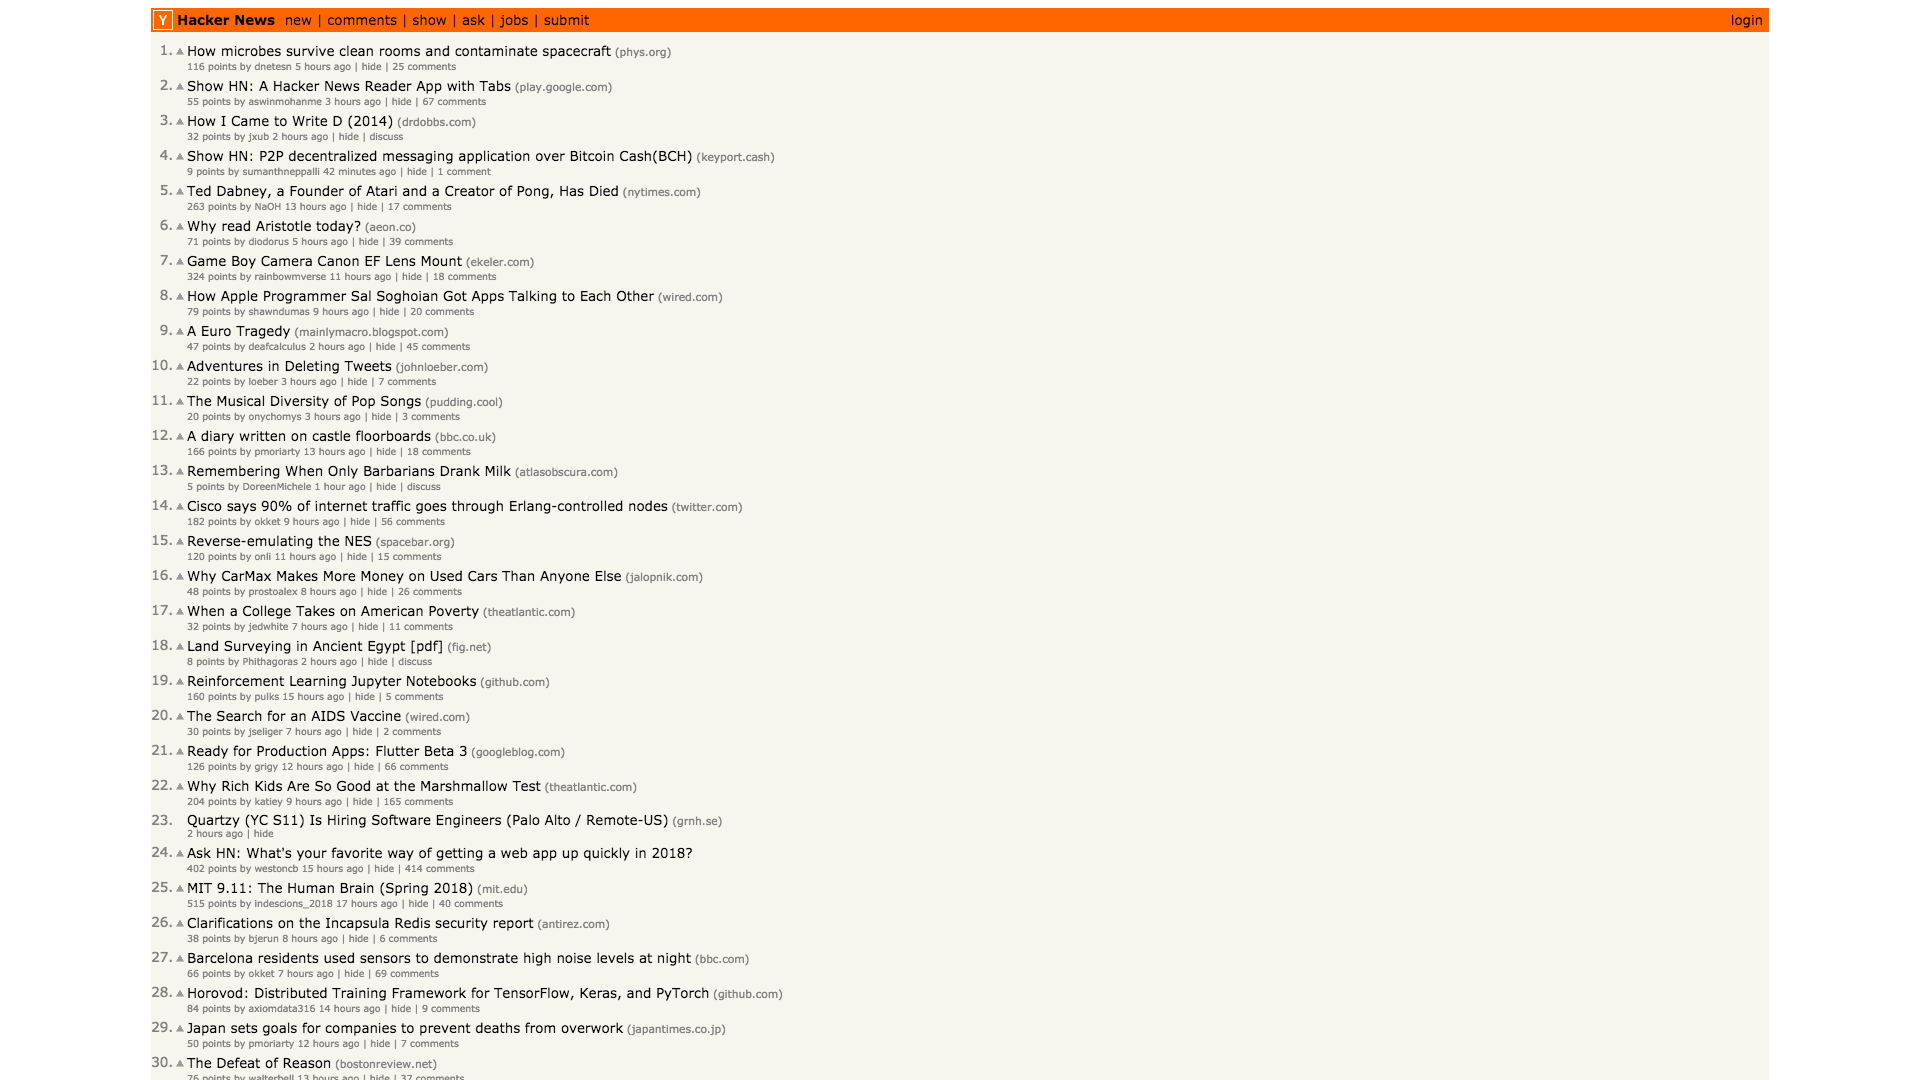 Y Hacker News new | comments | show | ask | jobs | submit login
1. How microbes survive clean rooms and contaminate spacecraft (phys.org)
116 points by dnetesn 5 hours ago | hide | 25 comments
2. Show HN: A Hacker News Reader App with Tabs (play.google.com)
55 points by aswinmohanme 3 hours ago | hide | 67 comments
3. How I Came to Write D (2014) (drdobbs.com)
32 points by jxub 2 hours ago | hide | discuss
4. Show HN: P2P decentralized messaging application over Bitcoin Cash(BCH) (keyport.cash)
9 points by sumanthneppalli 42 minutes ago | hide | 1 comment
5. Ted Dabney, a Founder of Atari and a Creator of Pong, Has Died (nytimes.com)
263 points by NaOH 13 hours ago | hide | 17 comments
6. Why read Aristotle today? (aeon.co)
71 points by diodorus 5 hours ago | hide | 39 comments
7. Game Boy Camera Canon EF Lens Mount (ekeler.com)
324 points by rainbowmverse 11 hours ago | hide | 18 comments
8. How Apple Programmer Sal Soghoian Got Apps Talking to Each Other (wired.com)
79 points by shawndumas 9 hours ago | hide | 20 comments
9. A Euro Tragedy (mainlymacro.blogspot.com)
47 points by deafcalculus 2 hours ago | hide | 45 comments
10. Adventures in Deleting Tweets (johnloeber.com)
22 points by loeber 3 hours ago | hide | 7 comments
11. The Musical Diversity of Pop Songs (pudding.cool)
20 points by onychomys 3 hours ago | hide | 3 comments
12. A diary written on castle floorboards (bbc.co.uk)
166 points by pmoriarty 13 hours ago | hide | 18 comments
13. Remembering When Only Barbarians Drank Milk (atlasobscura.com)
5 points by DoreenMichele 1 hour ago | hide | discuss
14. Cisco says 90% of internet traffic goes through Erlang-controlled nodes (twitter.com)
182 points by okket 9 hours ago | hide | 56 comments
15. Reverse-emulating the NES (spacebar.org)
120 points by onli 11 hours ago | hide | 15 comments
16. Why CarMax Makes More Money on Used Cars Than Anyone Else (jalopnik.com)
48 points by prostoalex 8 hours ago | hide | 26 comments
17. When a College Takes on American Poverty (theatlantic.com)
32 points by jedwhite 7 hours ago | hide | 11 comments
18. Land Surveying in Ancient Egypt [pdf] (fig.net)
8 points by Phithagoras 2 hours ago | hide | discuss
19. Reinforcement Learning Jupyter Notebooks (github.com)
160 points by pulks 15 hours ago | hide | 5 comments
20. The Search for an AIDS Vaccine (wired.com)
30 points by jseliger 7 hours ago | hide | 2 comments
21. Ready for Production Apps: Flutter Beta 3 (googleblog.com)
126 points by grigy 12 hours ago | hide | 66 comments
22. Why Rich Kids Are So Good at the Marshmallow Test (theatlantic.com)
204 points by katiey 9 hours ago | hide | 165 comments
23. Quartzy (YC S11) Is Hiring Software Engineers (Palo Alto / Remote-US) (grnh.se)
2 hours ago | hide
24. Ask HN: What's your favorite way of getting a web app up quickly in 2018?
402 points by westoncb 15 hours ago | hide | 414 comments
25. MIT 9.11: The Human Brain (Spring 2018) (mit.edu)
515 points by indescions_2018 17 hours ago | hide | 40 comments
26. Clarifications on the Incapsula Redis security report (antirez.com)
38 points by bjerun 8 hours ago | hide | 6 comments
27. Barcelona residents used sensors to demonstrate high noise levels at night (bbc.com)
66 points by okket 7 hours ago | hide | 69 comments
28. Horovod: Distributed Training Framework for TensorFlow, Keras, and PyTorch (github.com)
84 points by axiomdata316 14 hours ago | hide | 9 comments
29. Japan sets goals for companies to prevent deaths from overwork (japantimes.co.jp)
50 points by pmoriarty 12 hours ago | hide | 7 comments
30. The Defeat of Reason (bostonreview.net)
76 points by walterbell 13 hours ago | hide | 37 comments